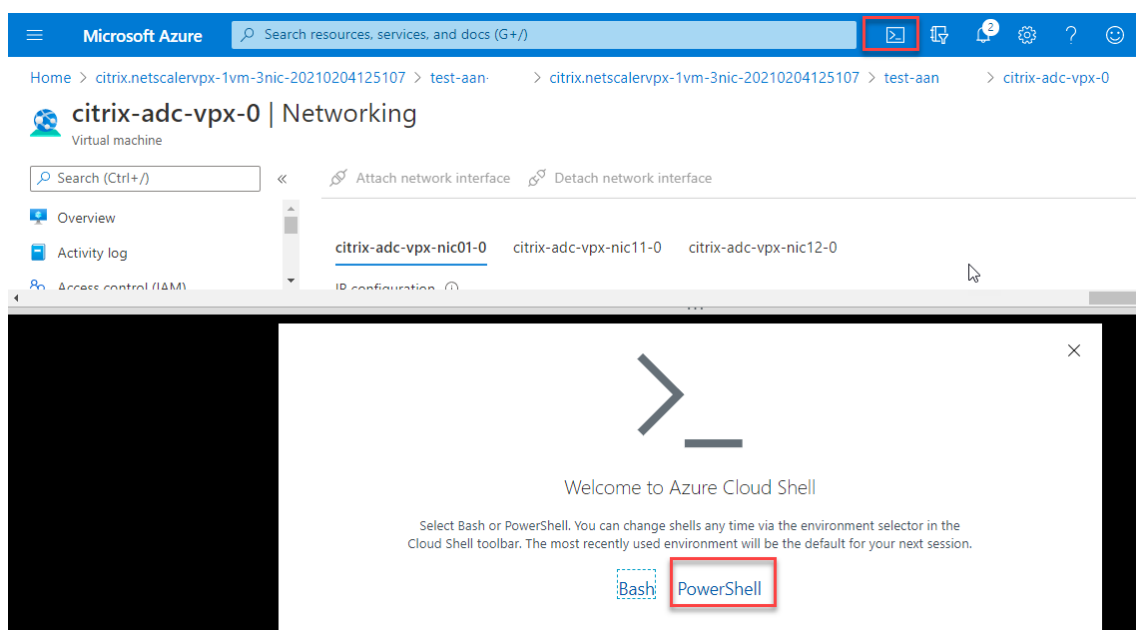 Microsoft Azure
Search resources, services, and docs (G+/)
2
Home > citrix.netscalervpx-1vm-3nic-20210204125107 > test-aan > citrix.netscalervpx-1vm-3nic-20210204125107 > test-aan > citrix-adc-vpx-0
citrix-adc-vpx-0 | Networking
Virtual machine
Search (Ctrl+/)
«
Attach network interface
Detach network interface
Overview
Activity log
Access control (IAM)
citrix-adc-vpx-nic01-0
citrix-adc-vpx-nic11-0
citrix-adc-vpx-nic12-0
IP configuration
Welcome to Azure Cloud Shell
Select Bash or PowerShell. You can change shells any time via the environment selector in the
Cloud Shell toolbar. The most recently used environment will be the default for your next session.
Bash
PowerShell